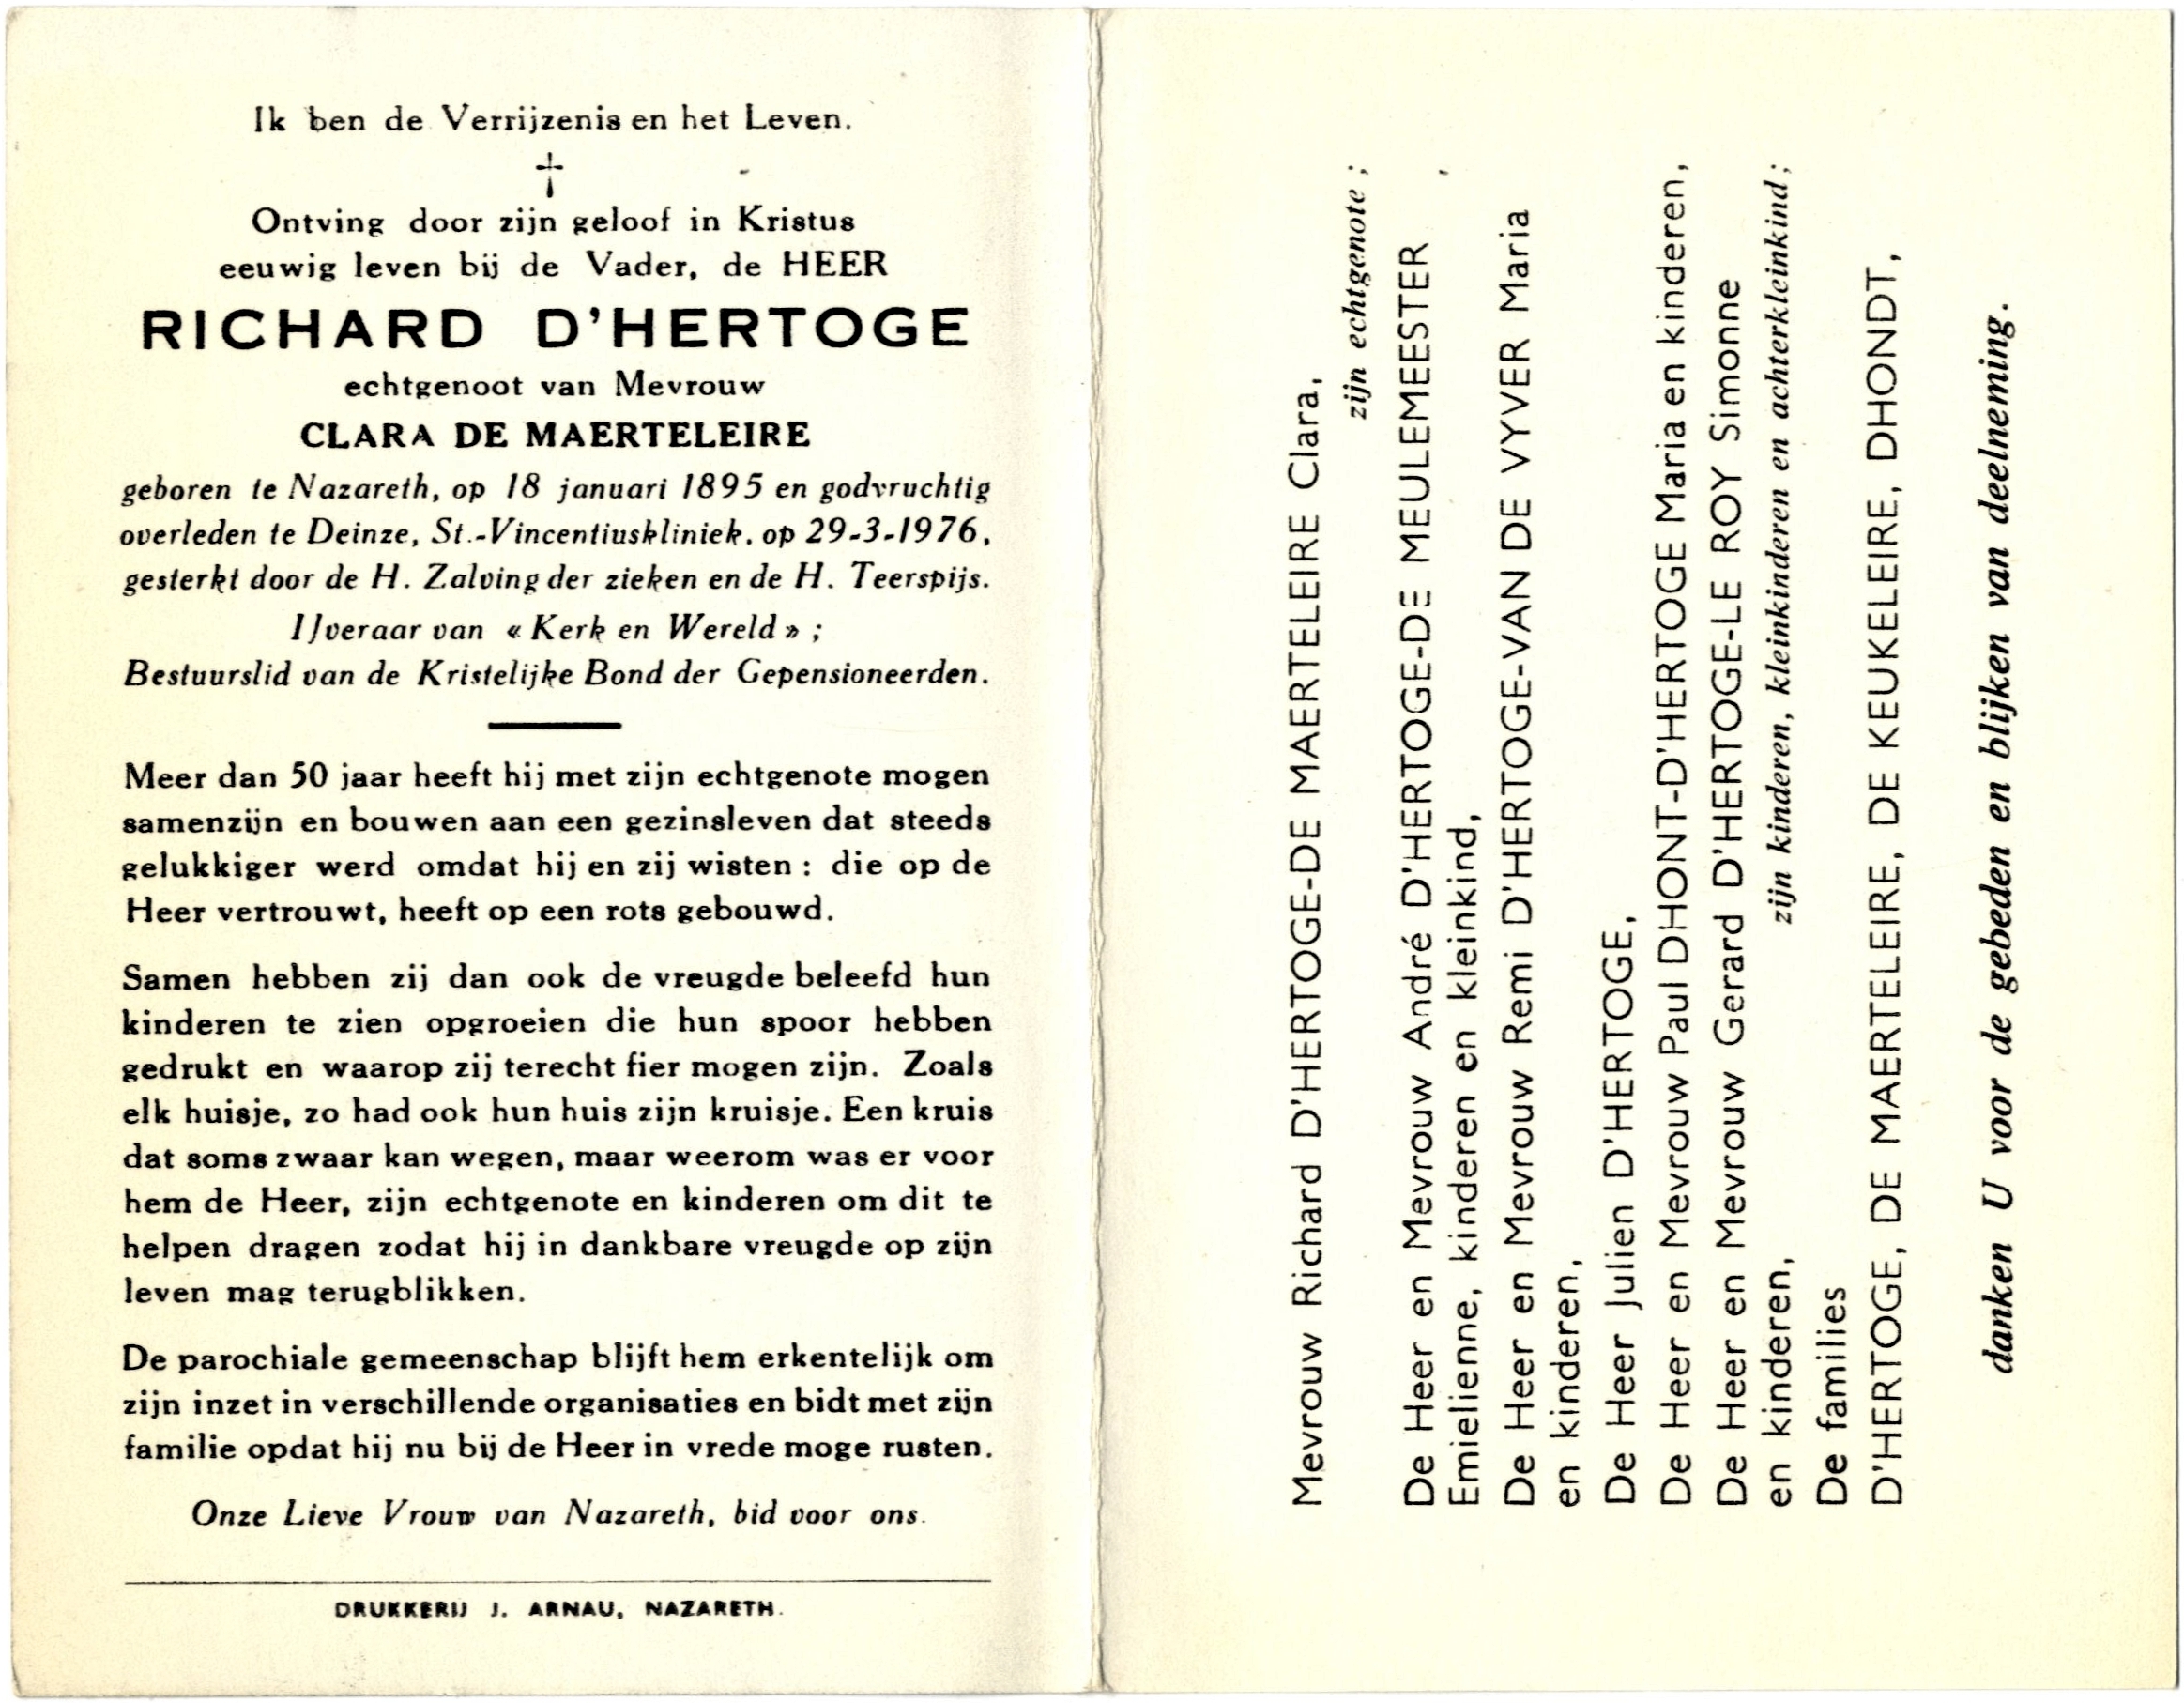 Ik ben de Verrijzenis en het Leven.
Ontving door zijn geloof in Kristus
eeuwig leven bij de Vader, de HEER
RICHARD D'HERTOGE
echtgenoot van Mevrouw
CLARA DE MAERTELEIRE
geboren te Nazareth, op 18 januari 1895 en godvruchtig
overleden te Deinze, St.-Vincentiuskliniek, op 29-3-1976,
gesterkt door de H. Zalving der zieken en de H. Teerspijs.
IJveraar van « Kerk en Wereld » ;
Bestuurslid van de Kristelijke Bond der Gepensioneerden.
Meer dan 50 jaar heeft hij met zijn echtgenote mogen
samenzijn en bouwen aan een gezinsleven dat steeds
gelukkiger werd omdat hij en zij wisten : die op de
Heer vertrouwt, heeft op een rots gebouwd.
Samen hebben zij dan ook de vreugde beleefd hun
kinderen te zien opgroeien die hun spoor hebben
gedrukt en waarop zij terecht fier mogen zijn. Zoals
elk huisje, zo had ook hun huis zijn kruisje. Een kruis
dat soms zwaar kan wegen, maar weerom was er voor
hem de Heer, zijn echtgenote en kinderen om dit te
helpen dragen zodat hij in dankbare vreugde op zijn
leven mag terugblikken.
De parochiale gemeenschap blijft hem erkentelijk om
zijn inzet in verschillende organisaties en bidt met zijn
familie opdat hij nu bij de Heer in vrede moge rusten.
Onze Lieve Vrouw van Nazareth, bid voor ons.
DRUKKERIJ J. ARNAU, NAZARETH.
Mevrouw Richard D'HERTOGE-DE MAERTELEIRE Clara,
zijn echtgenote ;
De Heer en Mevrouw André D'HERTOGE-DE MEULEMEESTER
Emielienne, kinderen en kleinkind,
De Heer en Mevrouw Remi D'HERTOGE-VAN DE VYVER Maria
en kinderen,
De Heer Julien D'HERTOGE,
De Heer en Mevrouw Paul DHONT-D'HERTOGE Maria en kinderen,
De Heer en Mevrouw Gerard D'HERTOGE-LE ROY Simonne
en kinderen,
zijn kinderen, kleinkinderen en achterkleinkind ;
De families
D'HERTOGE, DE MAERTELEIRE, DE KEUKELEIRE, DHONDT,
danken U voor de gebeden en blijken van deelneming.